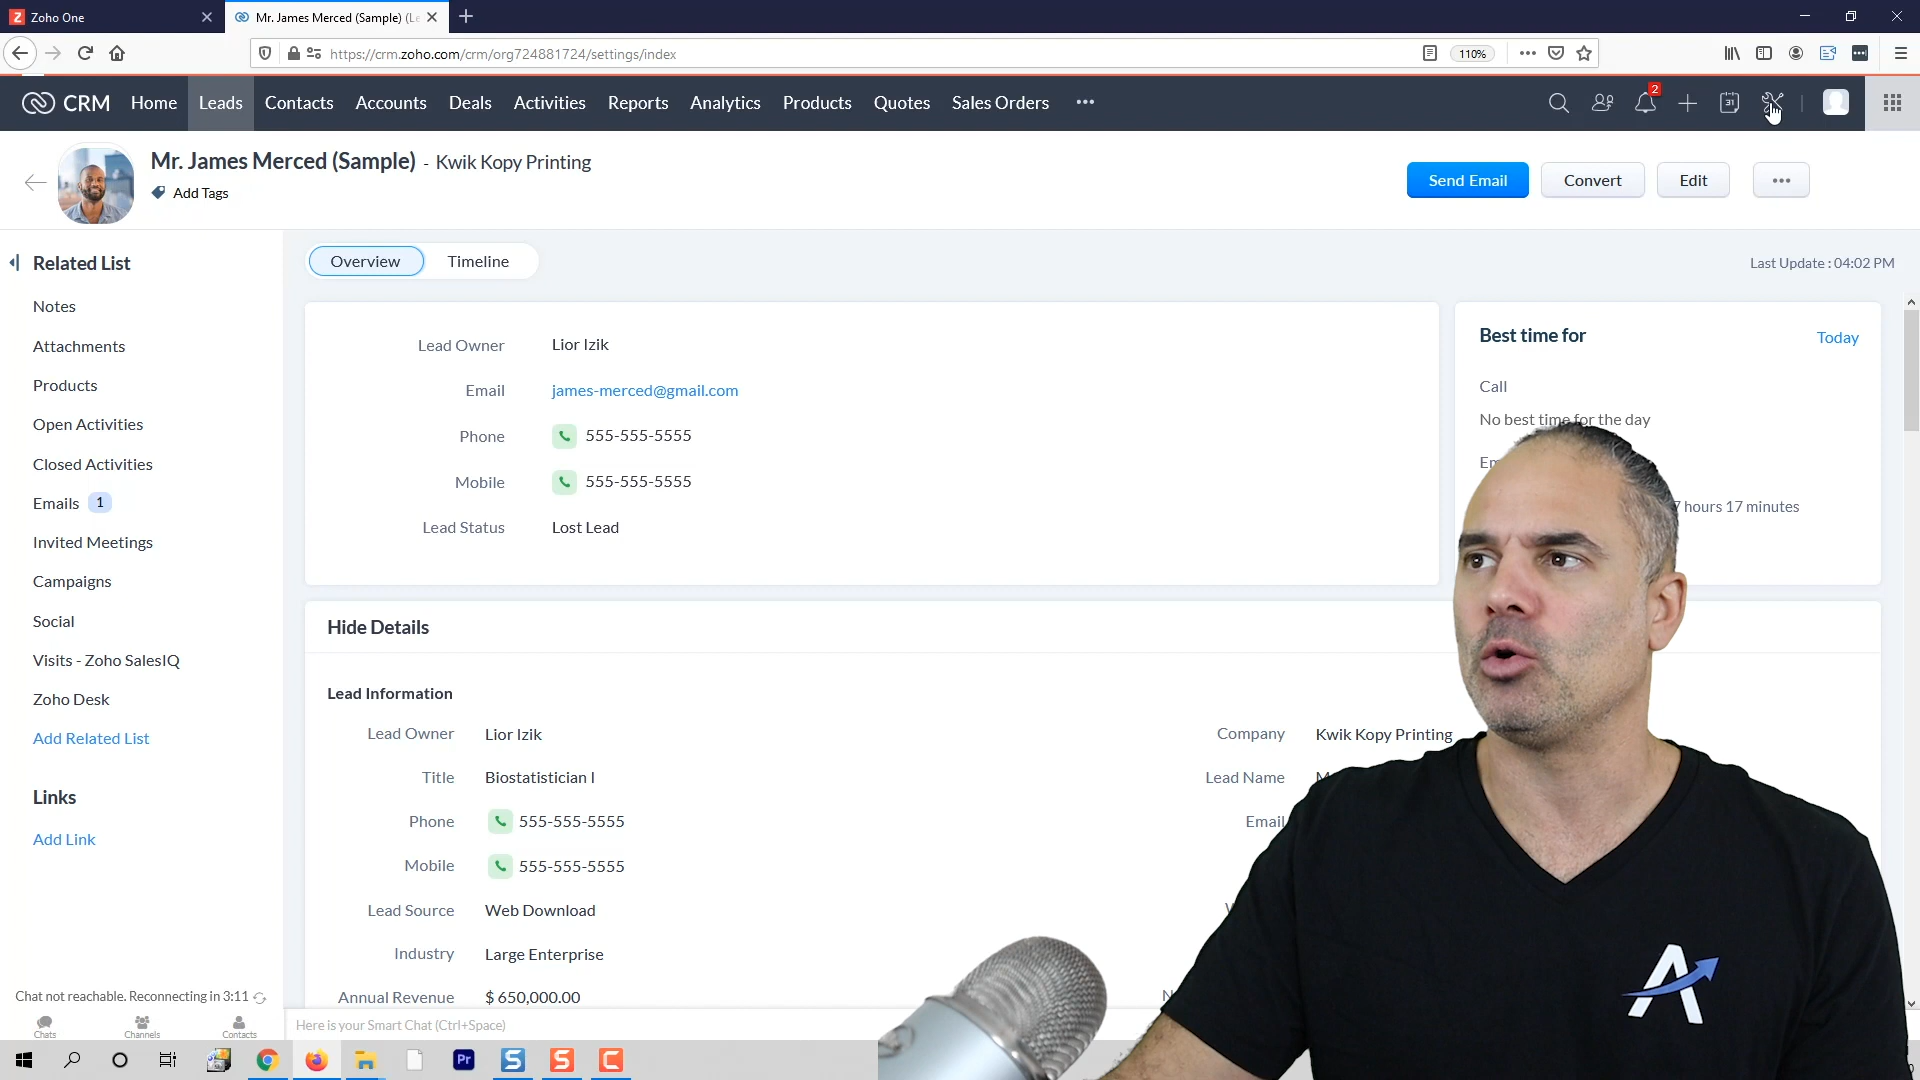 Zoho One
Mr. James Merced (Sample) (Le
https://crm.zoho.com/crm/org724881724/settings/index
110%
CRM
Home
Leads
Contacts
Accounts
Deals
Activities
Reports
Analytics
Products
Quotes
Sales Orders
2
31
Mr. James Merced (Sample) - Kwik Kopy Printing
Add Tags
Send Email
Convert
Edit
Related List
Notes
Attachments
Products
Open Activities
Closed Activities
Emails 1
Invited Meetings
Campaigns
Social
Visits - Zoho SalesIQ
Zoho Desk
Add Related List
Links
Add Link
Overview
Timeline
Last Update : 04:02 PM
Lead Owner Lior Izik
Email james-merced@gmail.com
Phone 555-555-5555
Mobile 555-555-5555
Lead Status Lost Lead
Best time for
Today
Call
No best time for the day
7 hours 17 minutes
Hide Details
Lead Information
Lead Owner Lior Izik
Company Kwik Kopy Printing
Title Biostatistician I
Lead Name
Phone 555-555-5555
Email
Mobile 555-555-5555
Lead Source Web Download
Industry Large Enterprise
Annual Revenue $ 650,000.00
Chat not reachable. Reconnecting in 3:11
Chats
Channels
Contacts
Here is your Smart Chat (Ctrl+Space)
Pr